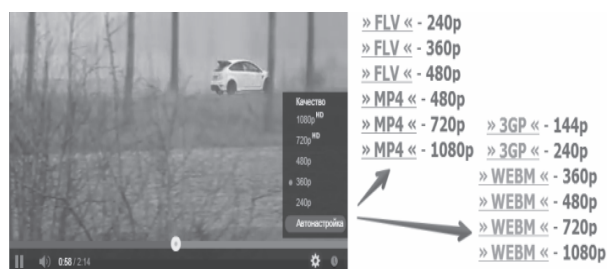 Качество
1080p HD
720p HD
480p
360p
240p
Автонастройка
0:58 / 2:14
» FLV « - 240p
» FLV « - 360p
» FLV « - 480p
» MP4 « - 480p
» MP4 « - 720p
» MP4 « - 1080p
» 3GP « - 144p
» 3GP « - 240p
» WEBM « - 360p
» WEBM « - 480p
» WEBM « - 720p
» WEBM « - 1080p